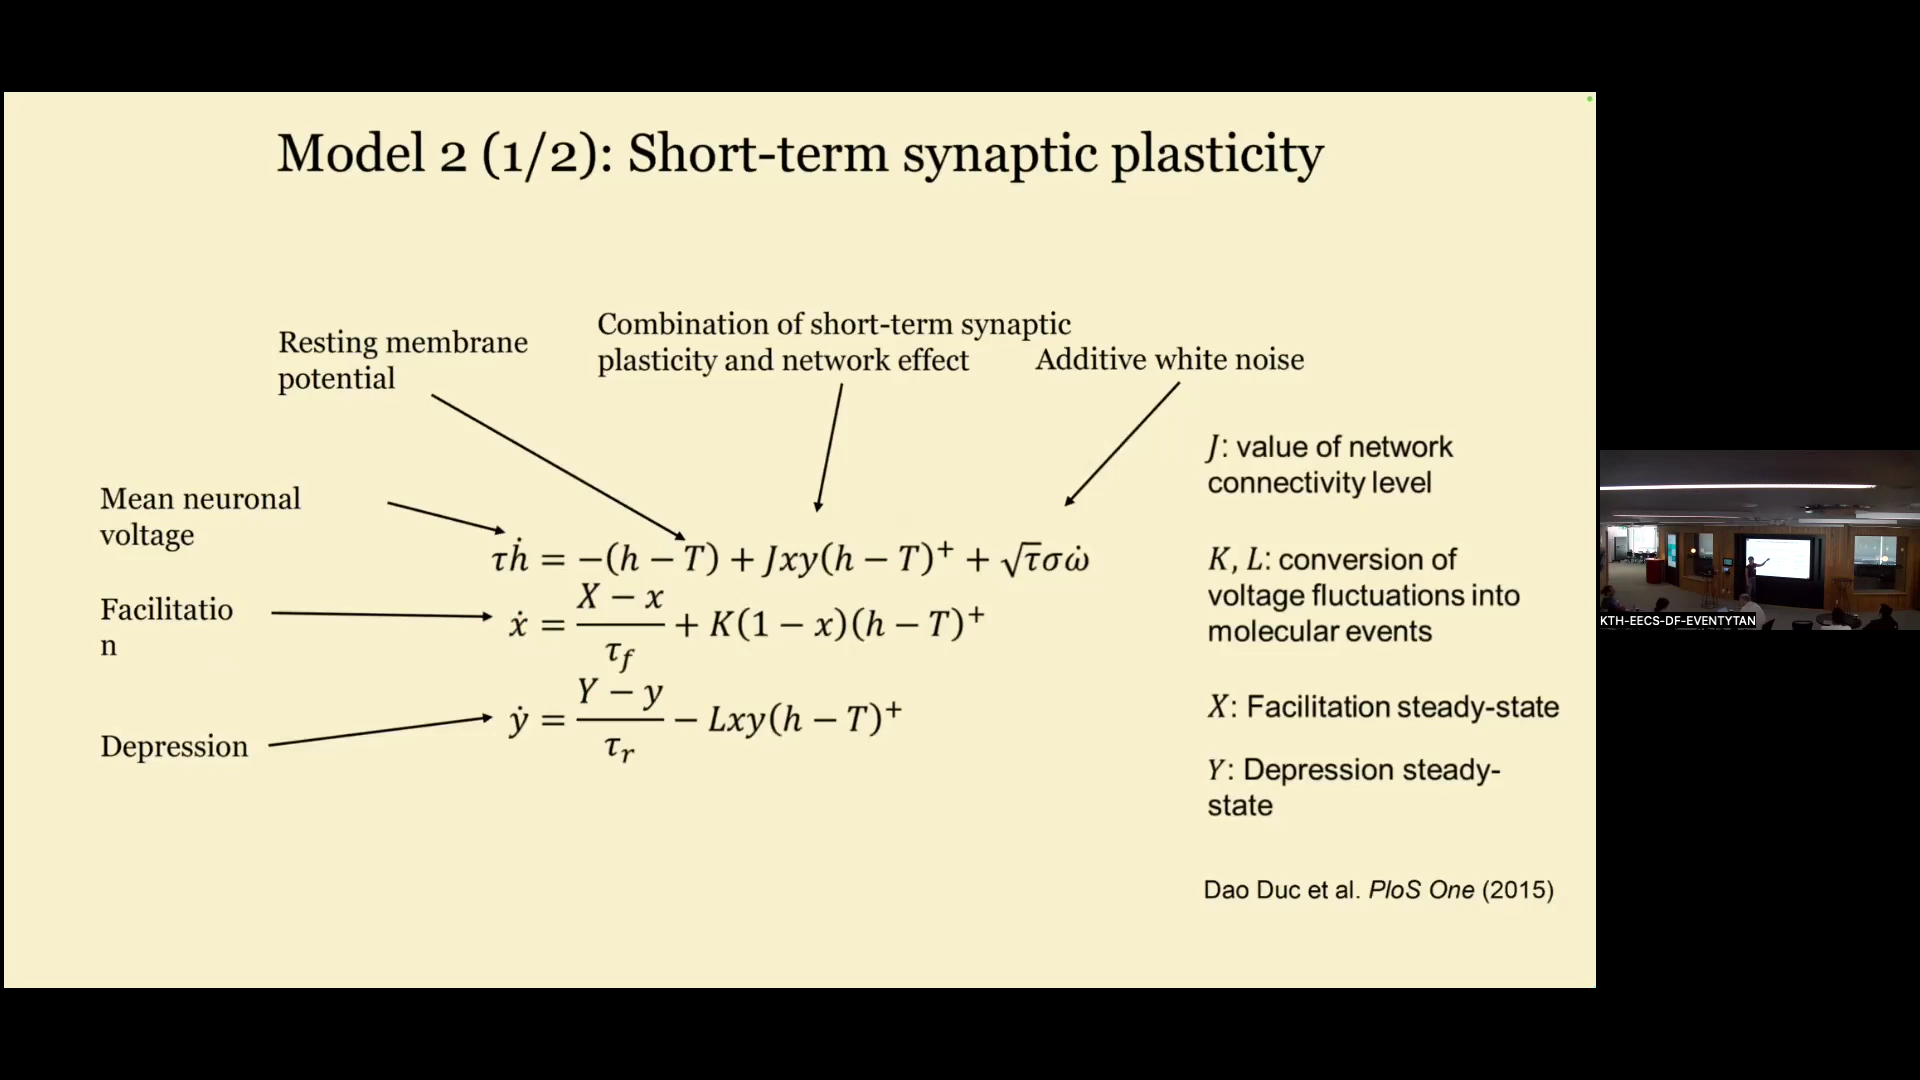 Model 2 (1/2): Short-term synaptic plasticity
Resting membrane
potential
Combination of short-term synaptic
plasticity and network effect
Additive white noise
Mean neuronal
voltage
Facilitatio
n
Depression
τḣ = −(h − T) + Jxy(h − T)⁺ + √τσω̇
ẋ = (X − x)/τ_f + K(1 − x)(h − T)⁺
ẏ = (Y − y)/τ_r − Lxy(h − T)⁺
J: value of network
connectivity level
K, L: conversion of
voltage fluctuations into
molecular events
X: Facilitation steady-state
Y: Depression steady-
state
Dao Duc et al. PloS One (2015)
KTH-EECS-DF-EVENTYTAN